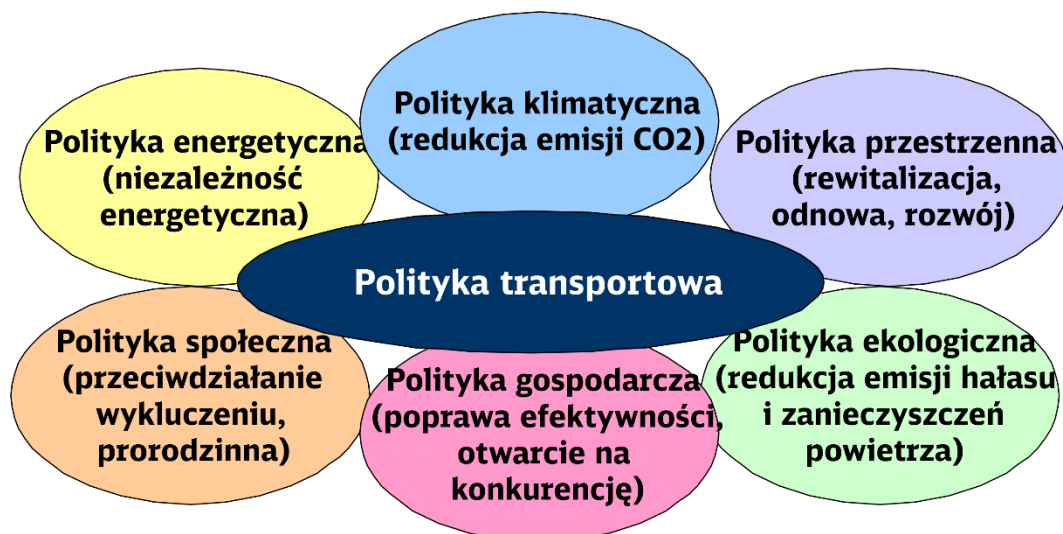 Polityka energetyczna
(niezależność
energetyczna)
Polityka klimatyczna
(redukcja emisji CO2)
Polityka przestrzenna
(rewitalizacja,
odnowa, rozwój)
Polityka transportowa
Polityka społeczna
(przeciwdziałanie
wykluczeniu,
prorodzinna)
Polityka gospodarcza
(poprawa efektywności,
otwarcie na
konkurencję)
Polityka ekologiczna
(redukcja emisji hałasu
i zanieczyszczeń
powietrza)